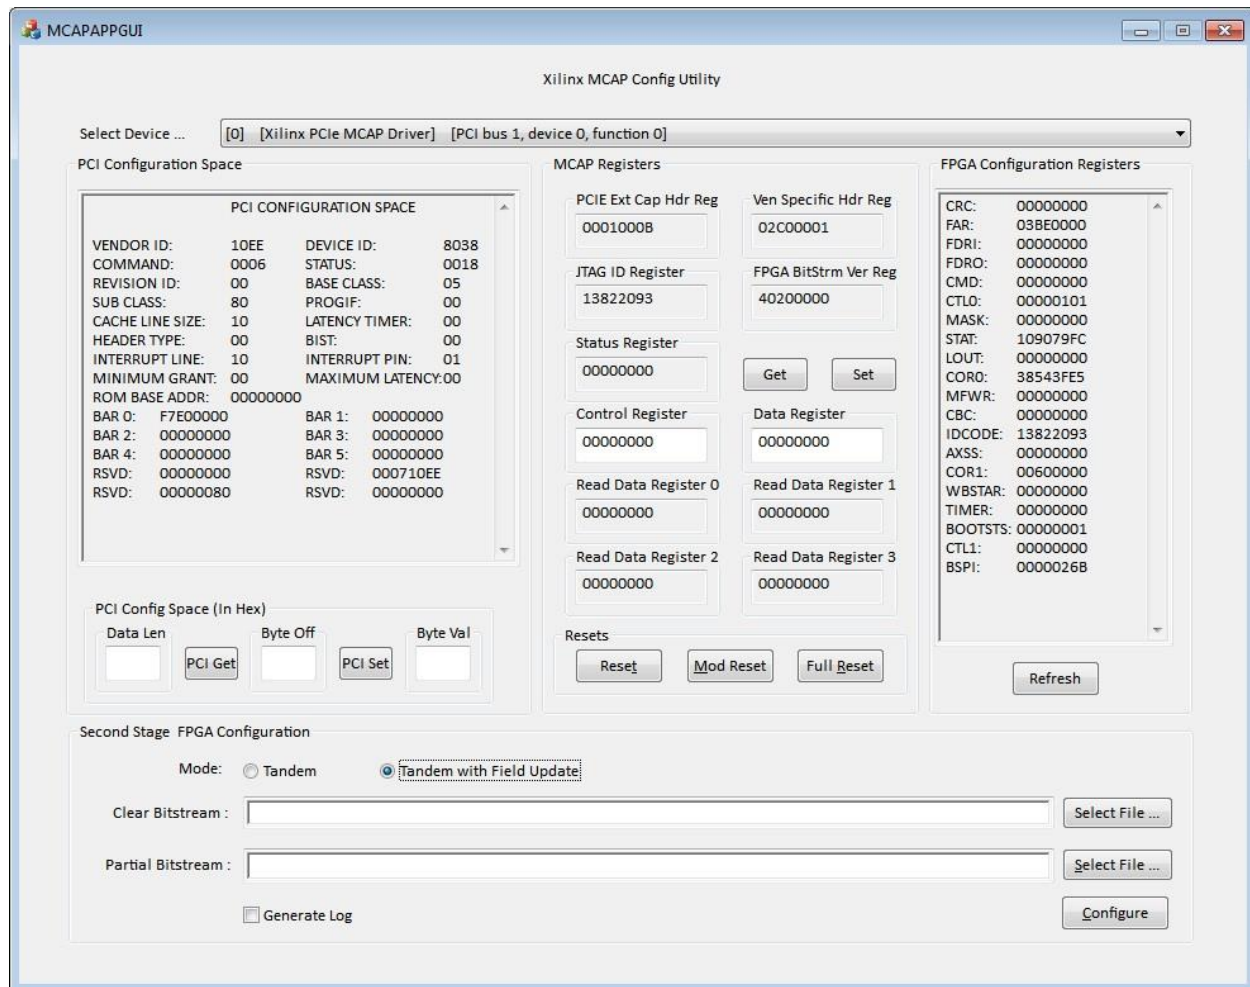 MCAPAPPGUI
Xilinx MCAP Config Utility
Select Device ... [0] [Xilinx PCIe MCAP Driver] [PCI bus 1, device 0, function 0]
PCI Configuration Space
PCI CONFIGURATION SPACE
VENDOR ID: 10EE DEVICE ID: 8038
COMMAND: 0006 STATUS: 0018
REVISION ID: 00 BASE CLASS: 05
SUB CLASS: 80 PROGIF: 00
CACHE LINE SIZE: 10 LATENCY TIMER: 00
HEADER TYPE: 00 BIST: 00
INTERRUPT LINE: 10 INTERRUPT PIN: 01
MINIMUM GRANT: 00 MAXIMUM LATENCY:00
ROM BASE ADDR: 00000000
BAR 0: F7E00000 BAR 1: 00000000
BAR 2: 00000000 BAR 3: 00000000
BAR 4: 00000000 BAR 5: 00000000
RSVD: 00000000 RSVD: 000710EE
RSVD: 00000080 RSVD: 00000000
PCI Config Space (In Hex)
Data Len Byte Off Byte Val
PCI Get PCI Set
MCAP Registers
PCIE Ext Cap Hdr Reg Ven Specific Hdr Reg
0001000B 02C00001
JTAG ID Register FPGA BitStrm Ver Reg
13822093 40200000
Status Register
00000000 Get Set
Control Register Data Register
00000000 00000000
Read Data Register 0 Read Data Register 1
00000000 00000000
Read Data Register 2 Read Data Register 3
00000000 00000000
Resets
Reset Mod Reset Full Reset
FPGA Configuration Registers
CRC: 00000000
FAR: 03BE0000
FDRI: 00000000
FDRO: 00000000
CMD: 00000000
CTL0: 00000101
MASK: 00000000
STAT: 109079FC
LOUT: 00000000
COR0: 38543FE5
MFWR: 00000000
CBC: 00000000
IDCODE: 13822093
AXSS: 00000000
COR1: 00600000
WBSTAR: 00000000
TIMER: 00000000
BOOTSTS: 00000001
CTL1: 00000000
BSPI: 0000026B
Refresh
Second Stage FPGA Configuration
Mode: Tandem Tandem with Field Update
Clear Bitstream : Select File ...
Partial Bitstream : Select File ...
Generate Log Configure